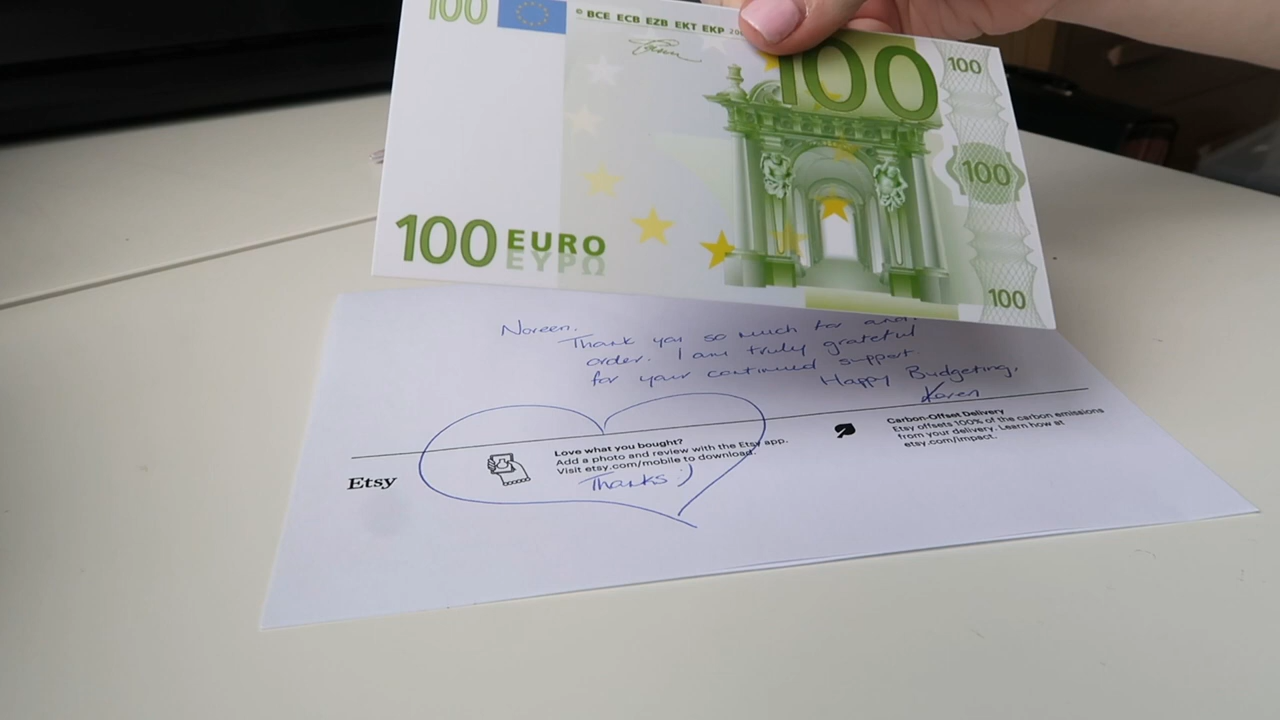 100
© BCE ECB EZB EKT EKP 200
100
100
100
100 EURO
EYPΩ
100
Noreen.
Thank you so much for
order. I am truly grateful
for your continued support.
Happy Budgeting,
Karen
Etsy
Love what you bought?
Add a photo and review with the Etsy app.
Visit etsy.com/mobile to download.
Thanks :)
Carbon-Offset Delivery
Etsy offsets 100% of the carbon emissions
from your delivery. Learn how at
etsy.com/impact.